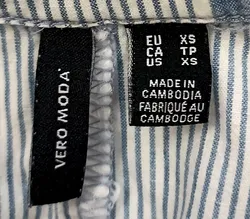 VERO MODA
EU XS
CA TP
US XS
MADE IN
CAMBODIA
FABRIQUÉ AU
CAMBODGE